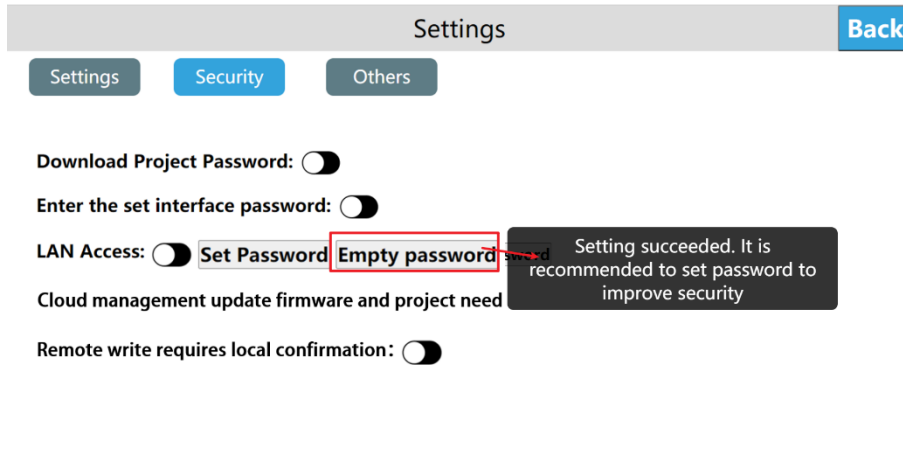 Settings
Back
Settings
Security
Others
Download Project Password:
Enter the set interface password:
LAN Access:
Set Password
Empty password
Setting succeeded. It is
recommended to set password to
improve security
Cloud management update firmware and project need
Remote write requires local confirmation：